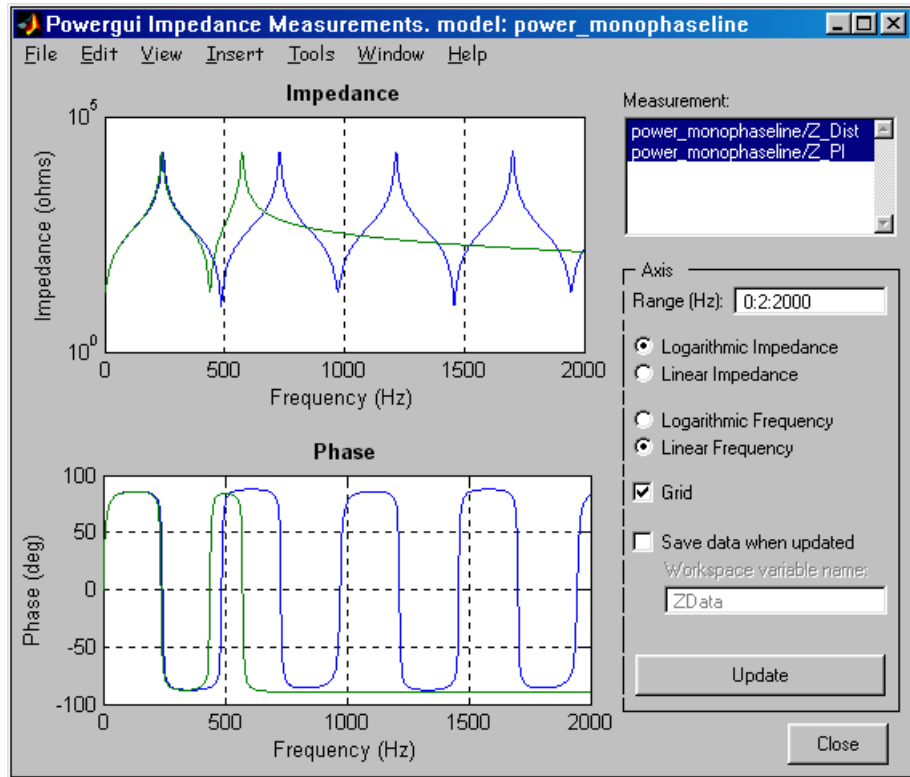 Powergui Impedance Measurements. model: power_monophaseline
File Edit View Insert Tools Window Help
Impedance
10^5
Impedance (ohms)
10^0
0 500 1000 1500 2000
Frequency (Hz)
Phase
100
50
0
-50
-100
Phase (deg)
0 500 1000 1500 2000
Frequency (Hz)
Measurement:
power_monophaseline/Z_Dist
power_monophaseline/Z_PI
Axis
Range (Hz): 0:2:2000
Logarithmic Impedance
Linear Impedance
Logarithmic Frequency
Linear Frequency
Grid
Save data when updated
Workspace variable name:
ZData
Update
Close